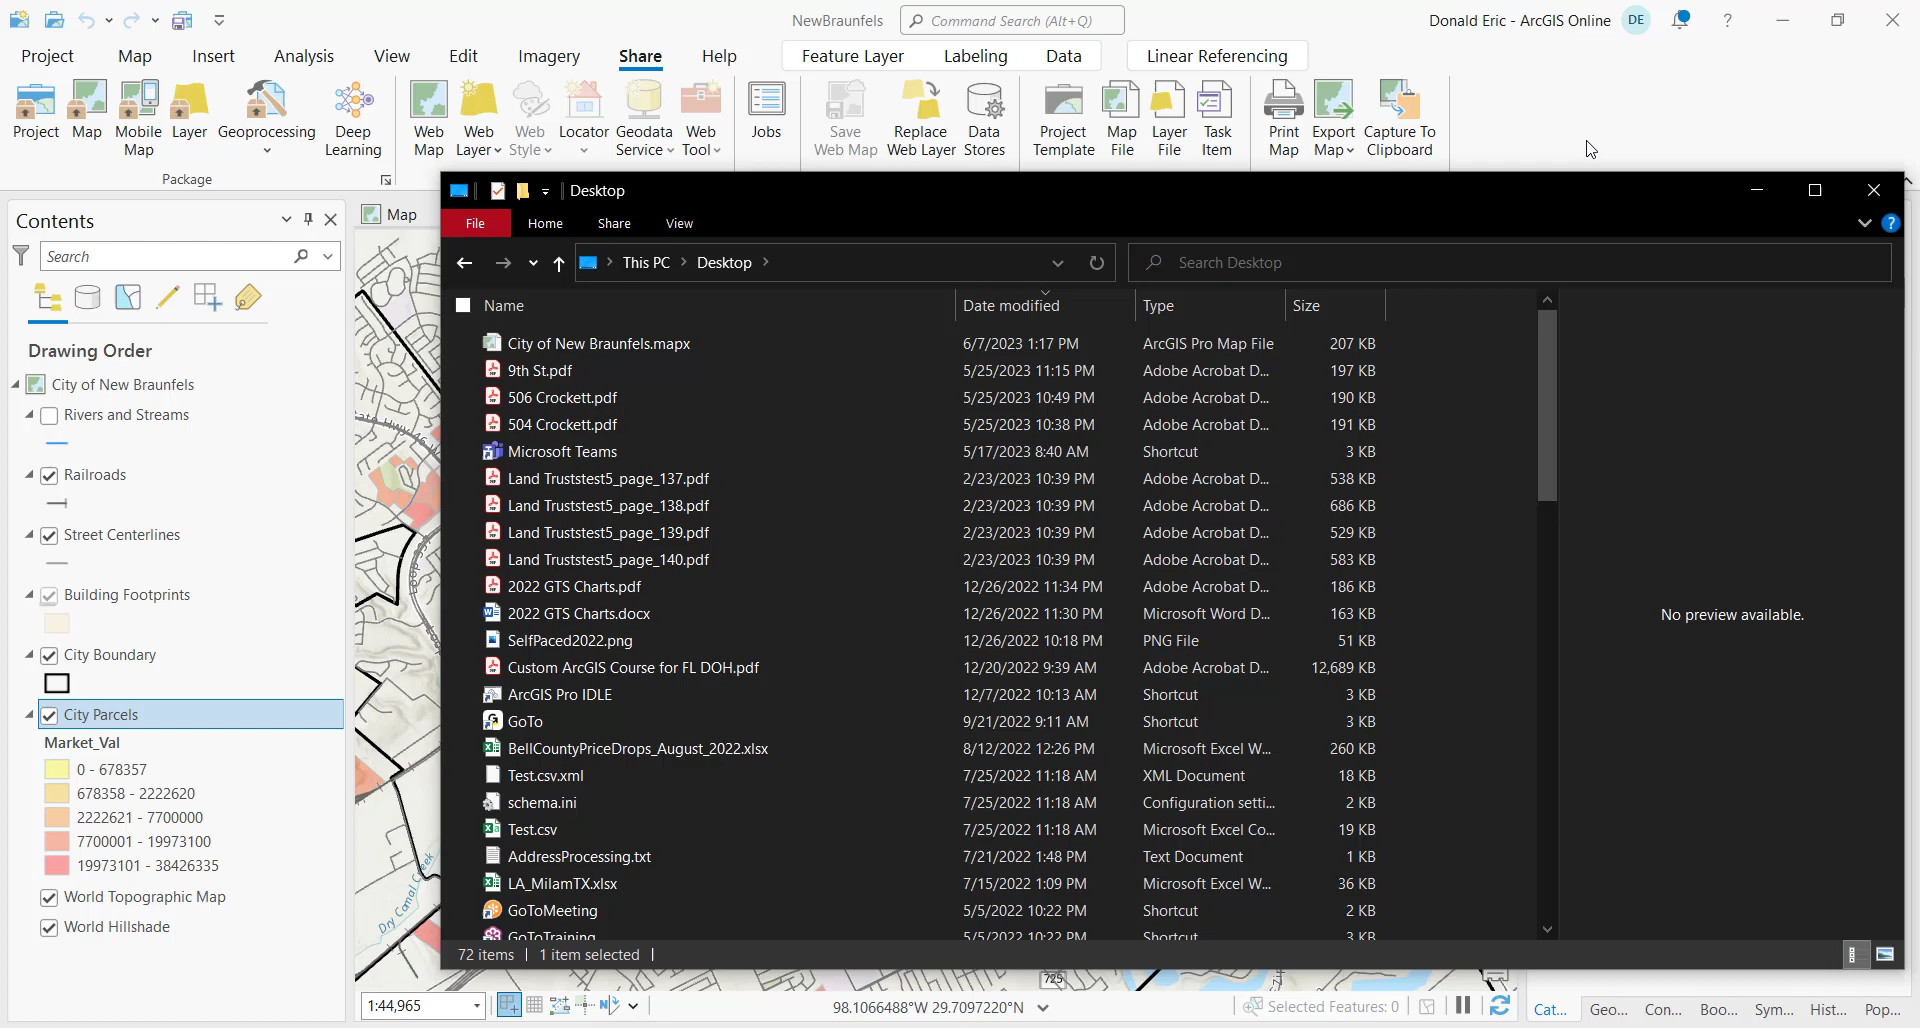 NewBraunfels
Command Search (Alt+Q)
Donald Eric - ArcGIS Online
DE
?
Project Map Insert Analysis View Edit Imagery Share Help Feature Layer Labeling Data Linear Referencing
Project
Map
Mobile
Map
Layer
Geoprocessing
Deep
Learning
Web
Map
Web
Layer
Web
Style
Locator
Geodata
Service
Web
Tool
Jobs
Save
Web Map
Replace
Web Layer
Data
Stores
Project
Template
Map
File
Layer
File
Task
Item
Print
Map
Export
Map
Capture To
Clipboard
Package
Contents
Search
Drawing Order
City of New Braunfels
Rivers and Streams
Railroads
Street Centerlines
Building Footprints
City Boundary
City Parcels
Market_Val
0 - 678357
678358 - 2222620
2222621 - 7700000
7700001 - 19973100
19973101 - 38426335
World Topographic Map
World Hillshade
Map
Desktop
File Home Share View
?
This PC > Desktop >
Search Desktop
Name Date modified Type Size
City of New Braunfels.mapx 6/7/2023 1:17 PM ArcGIS Pro Map File 207 KB
9th St.pdf 5/25/2023 11:15 PM Adobe Acrobat D... 197 KB
506 Crockett.pdf 5/25/2023 10:49 PM Adobe Acrobat D... 190 KB
504 Crockett.pdf 5/25/2023 10:38 PM Adobe Acrobat D... 191 KB
Microsoft Teams 5/17/2023 8:40 AM Shortcut 3 KB
Land Truststest5_page_137.pdf 2/23/2023 10:39 PM Adobe Acrobat D... 538 KB
Land Truststest5_page_138.pdf 2/23/2023 10:39 PM Adobe Acrobat D... 686 KB
Land Truststest5_page_139.pdf 2/23/2023 10:39 PM Adobe Acrobat D... 529 KB
Land Truststest5_page_140.pdf 2/23/2023 10:39 PM Adobe Acrobat D... 583 KB
2022 GTS Charts.pdf 12/26/2022 11:34 PM Adobe Acrobat D... 186 KB
2022 GTS Charts.docx 12/26/2022 11:30 PM Microsoft Word D... 163 KB
SelfPaced2022.png 12/26/2022 10:18 PM PNG File 51 KB
Custom ArcGIS Course for FL DOH.pdf 12/20/2022 9:39 AM Adobe Acrobat D... 12,689 KB
ArcGIS Pro IDLE 12/7/2022 10:13 AM Shortcut 3 KB
GoTo 9/21/2022 9:11 AM Shortcut 3 KB
BellCountyPriceDrops_August_2022.xlsx 8/12/2022 12:26 PM Microsoft Excel W... 260 KB
Test.csv.xml 7/25/2022 11:18 AM XML Document 18 KB
schema.ini 7/25/2022 11:18 AM Configuration setti... 2 KB
Test.csv 7/25/2022 11:18 AM Microsoft Excel Co... 19 KB
AddressProcessing.txt 7/21/2022 1:48 PM Text Document 1 KB
LA_MilamTX.xlsx 7/15/2022 1:09 PM Microsoft Excel W... 36 KB
GoToMeeting 5/5/2022 10:22 PM Shortcut 2 KB
GoToTraining 5/5/2022 10:22 PM Shortcut 3 KB
No preview available.
72 items 1 item selected
Dry Comal Creek
725
1:44,965
98.1066488°W 29.7097220°N
Selected Features: 0
Cat... Geo... Con... Boo... Sym... Hist... Pop...